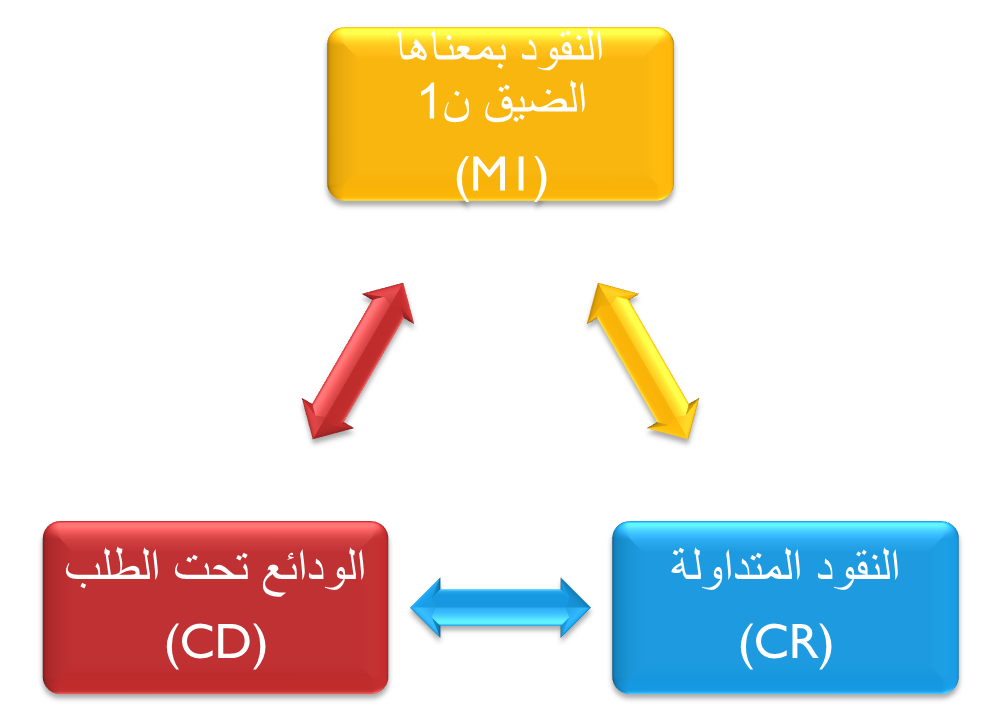 النقود بمعناها
الضيق ن1
(M1)
النقود المتداولة
(CR)
الودائع تحت الطلب
(CD)